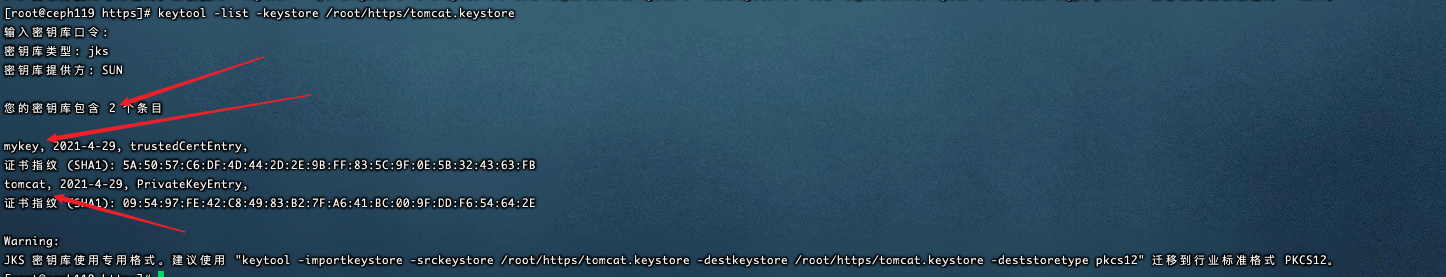 [root@ceph119 https]# keytool -list -keystore /root/https/tomcat.keystore
输入密钥库口令:
密钥库类型: jks
密钥库提供方: SUN
您的密钥库包含 2 个条目
mykey, 2021-4-29, trustedCertEntry,
证书指纹 (SHA1): 5A:50:57:C6:DF:4D:44:2D:2E:9B:FF:83:5C:9F:0E:5B:32:43:63:FB
tomcat, 2021-4-29, PrivateKeyEntry,
证书指纹 (SHA1): 09:54:97:FE:42:C8:49:83:B2:7F:A6:41:BC:00:9F:DD:F6:54:64:2E
Warning:
JKS 密钥库使用专用格式。建议使用 "keytool -importkeystore -srckeystore /root/https/tomcat.keystore -destkeystore /root/https/tomcat.keystore -deststoretype pkcs12" 迁移到行业标准格式 PKCS12。
[root@ceph119 https]#